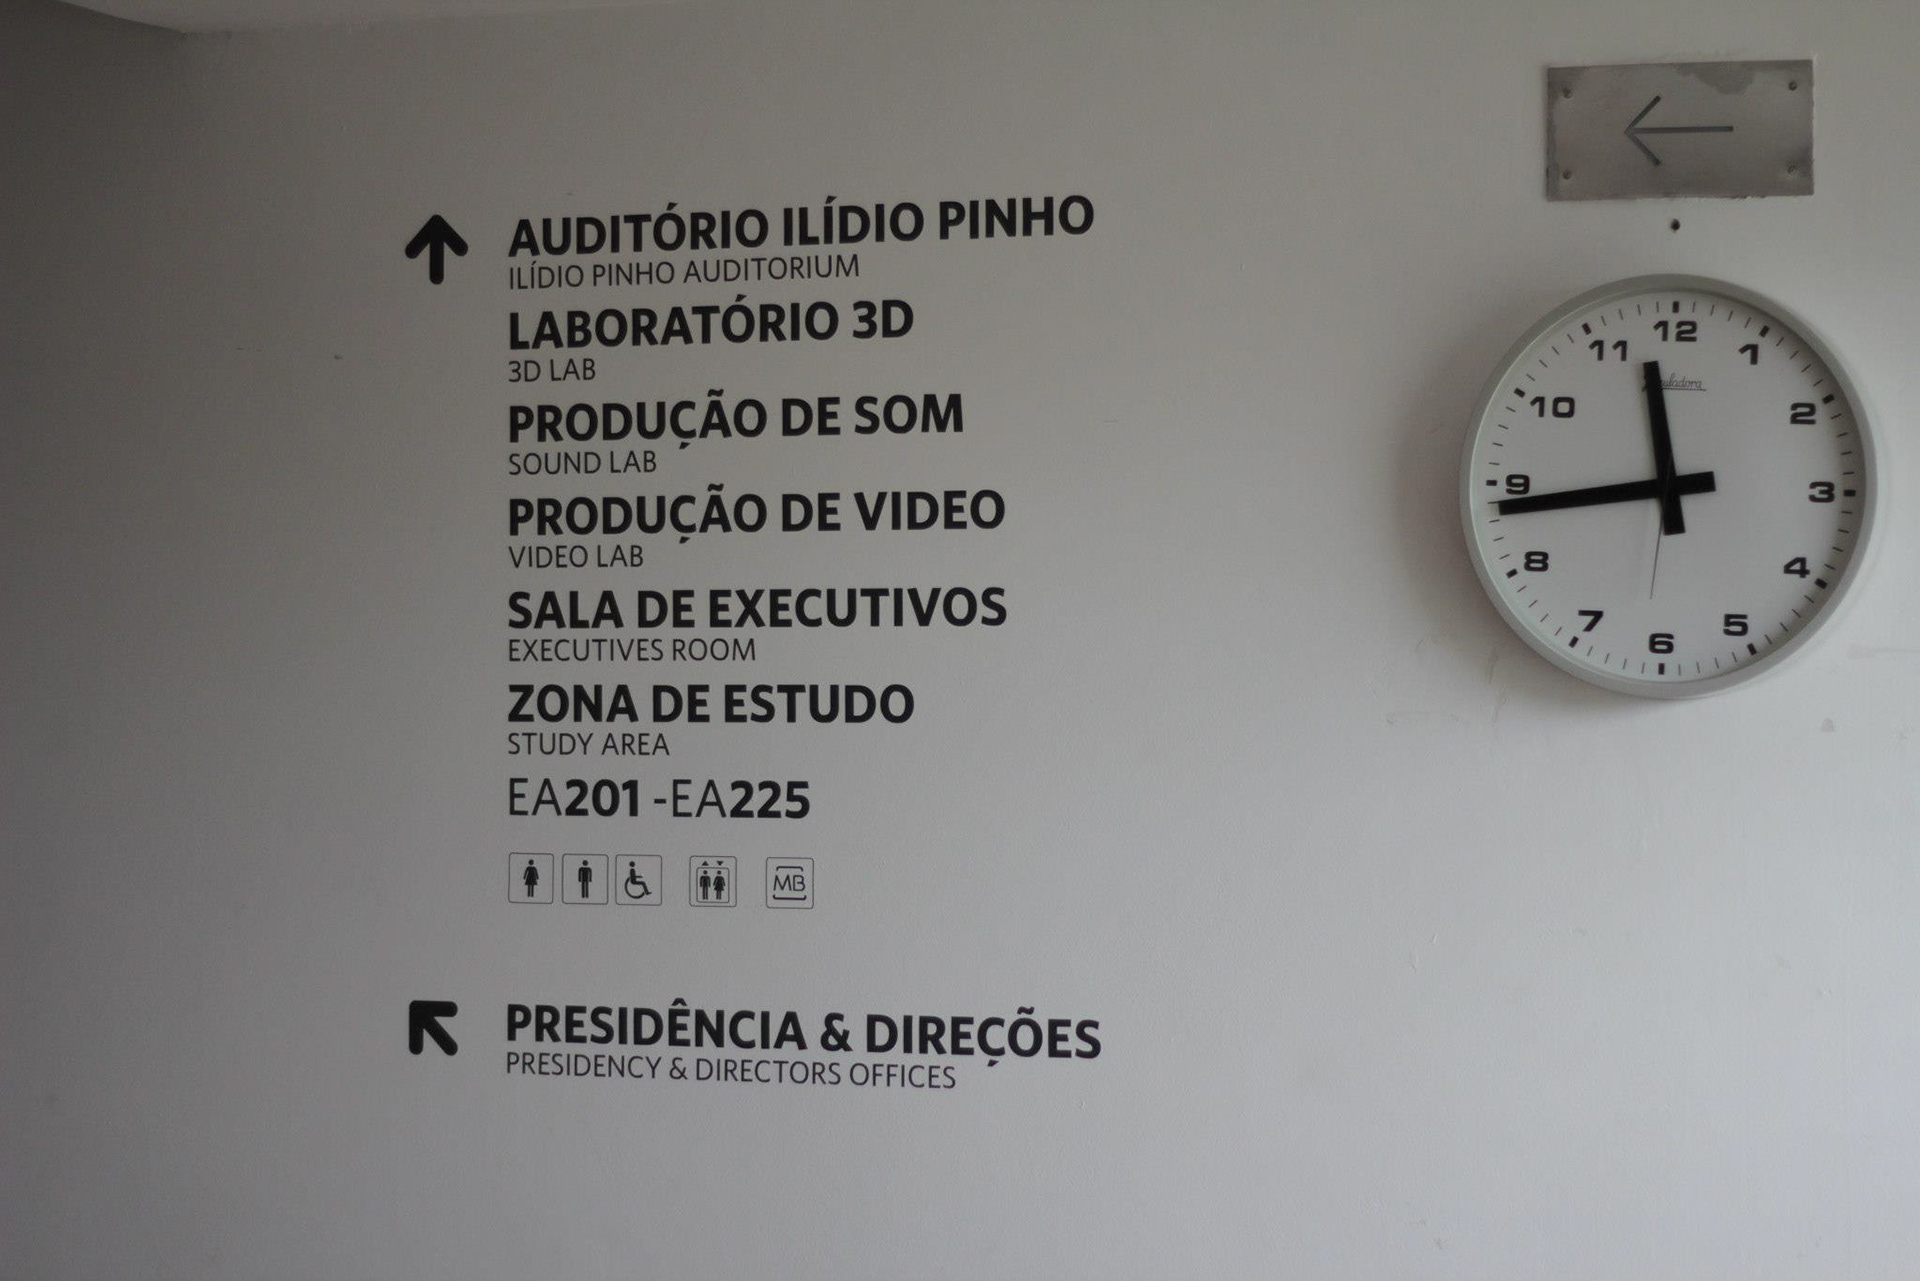 AUDITÓRIO ILÍDIO PINHO
ILÍDIO PINHO AUDITORIUM
LABORATÓRIO 3D
3D LAB
PRODUÇÃO DE SOM
SOUND LAB
PRODUÇÃO DE VIDEO
VIDEO LAB
SALA DE EXECUTIVOS
EXECUTIVES ROOM
ZONA DE ESTUDO
STUDY AREA
EA201 -EA225
MB
PRESIDÊNCIA & DIREÇÕES
PRESIDENCY & DIRECTORS OFFICES
12
1
2
3
4
5
6
7
8
9
10
11